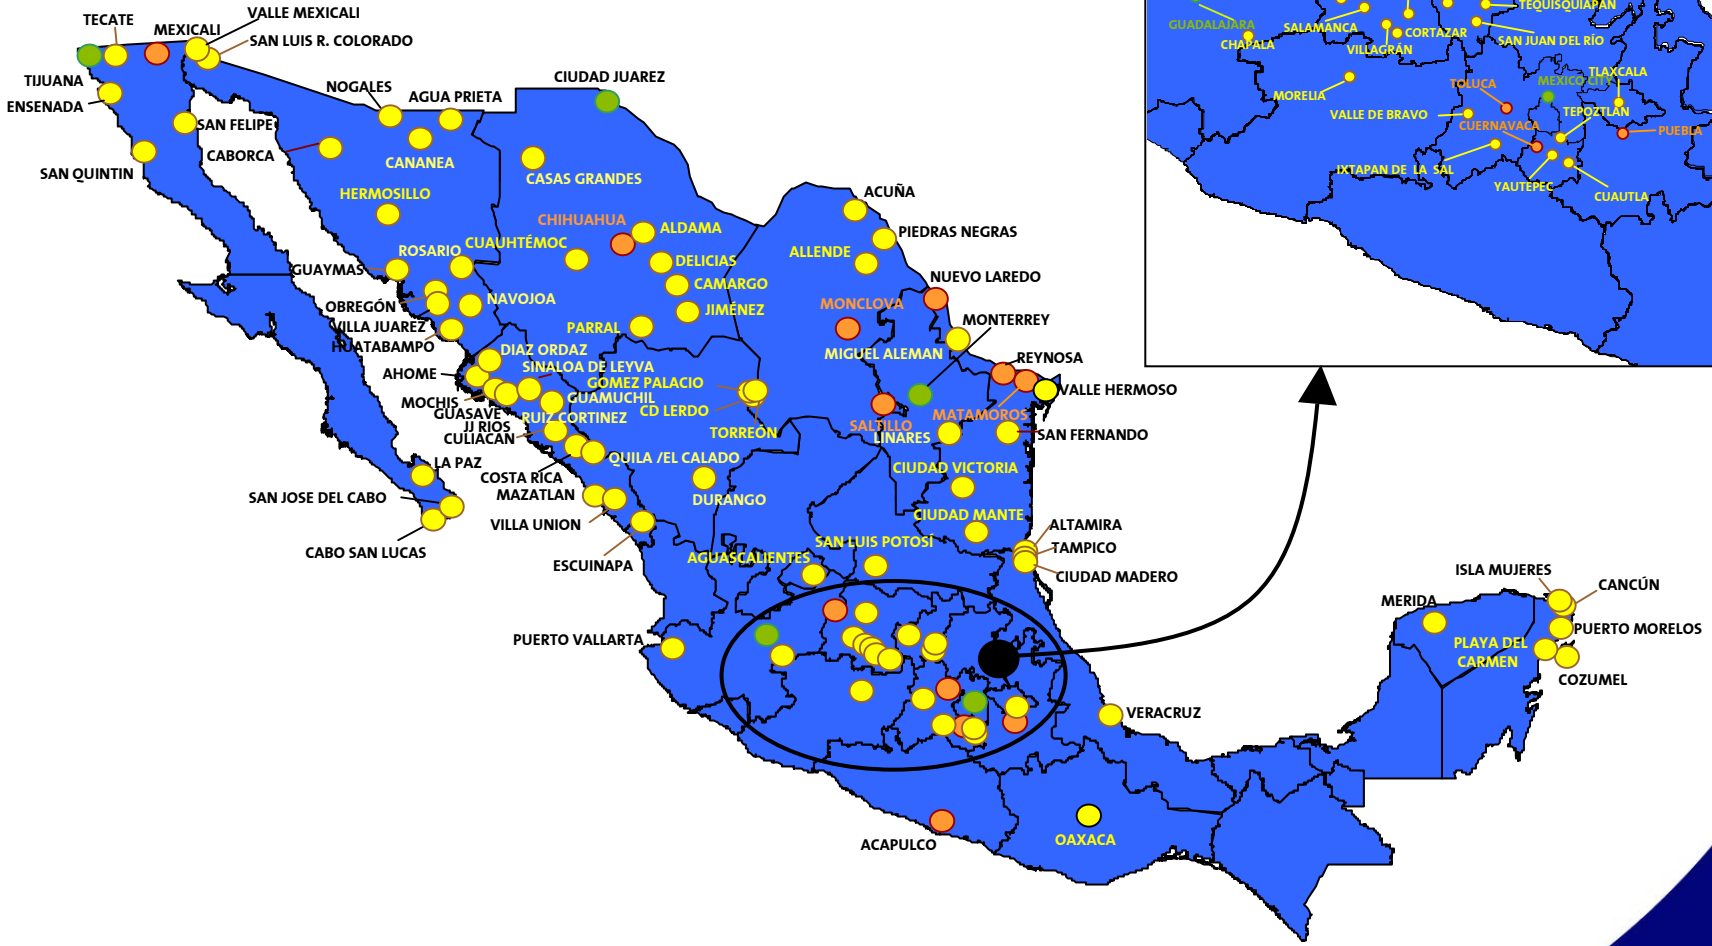 TECATE
VALLE MEXICALI
MEXICALI
SAN LUIS R. COLORADO
TIJUANA
ENSENADA
SAN FELIPE
SAN QUINTIN
NOGALES
AGUA PRIETA
CIUDAD JUAREZ
CABORCA
CANANEA
CASAS GRANDES
HERMOSILLO
CHIHUAHUA
ALDAMA
ROSARIO
CUAUHTÉMOC
DELICIAS
GUAYMAS
CAMARGO
NAVOJOA
OBREGÓN
JIMÉNEZ
VILLA JUAREZ
PARRAL
HUATABAMPO
DIAZ ORDAZ
SINALOA DE LEYVA
AHOME
GOMEZ PALACIO
GUAMUCHIL
MOCHIS
CD LERDO
GUASAVE
RUIZ CORTINEZ
JJ RIOS
CULIACAN
TORREÓN
QUILA /EL CALADO
COSTA RICA
MAZATLAN
DURANGO
VILLA UNION
ESCUINAPA
LA PAZ
SAN JOSE DEL CABO
CABO SAN LUCAS
ACUÑA
PIEDRAS NEGRAS
ALLENDE
NUEVO LAREDO
MONCLOVA
MONTERREY
MIGUEL ALEMAN
REYNOSA
VALLE HERMOSO
MATAMOROS
SALTILLO
LINARES
SAN FERNANDO
CIUDAD VICTORIA
CIUDAD MANTE
ALTAMIRA
SAN LUIS POTOSÍ
TAMPICO
AGUASCALIENTES
CIUDAD MADERO
PUERTO VALLARTA
VERACRUZ
ACAPULCO
OAXACA
ISLA MUJERES
CANCÚN
MERIDA
PUERTO MORELOS
PLAYA DEL
CARMEN
COZUMEL
TEQUISQUIAPAN
GUADALAJARA
SALAMANCA
CORTAZAR
CHAPALA
SAN JUAN DEL RÍO
VILLAGRÁN
TLAXCALA
TOLUCA
MEXICO CITY
MORELIA
VALLE DE BRAVO
TEPOZTLÁN
CUERNAVACA
PUEBLA
IXTAPAN DE LA SAL
YAUTEPEC
CUAUTLA